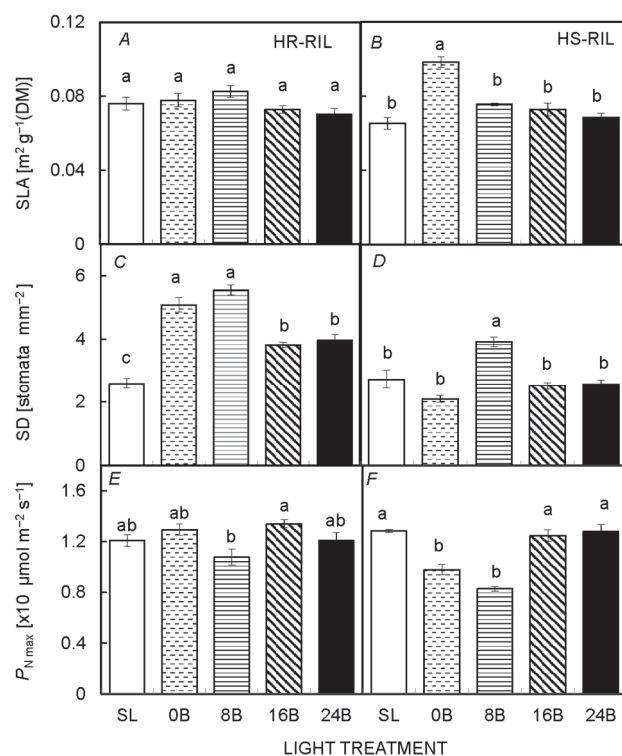 0.12
A
HR-RIL
B
HS-RIL
a
a
a
a
a
b
a
b
b
b
0.08
0.04
0
SLA [m² g⁻¹(DM)]
C
D
6
4
2
0
c
a
a
b
b
b
b
a
b
b
SD [stomata mm⁻²]
E
F
1.6
1.2
0.8
0.4
0
ab
ab
b
a
ab
a
b
b
a
a
P_N max [x10 µmol m⁻² s⁻¹]
SL 0B 8B 16B 24B SL 0B 8B 16B 24B
LIGHT TREATMENT